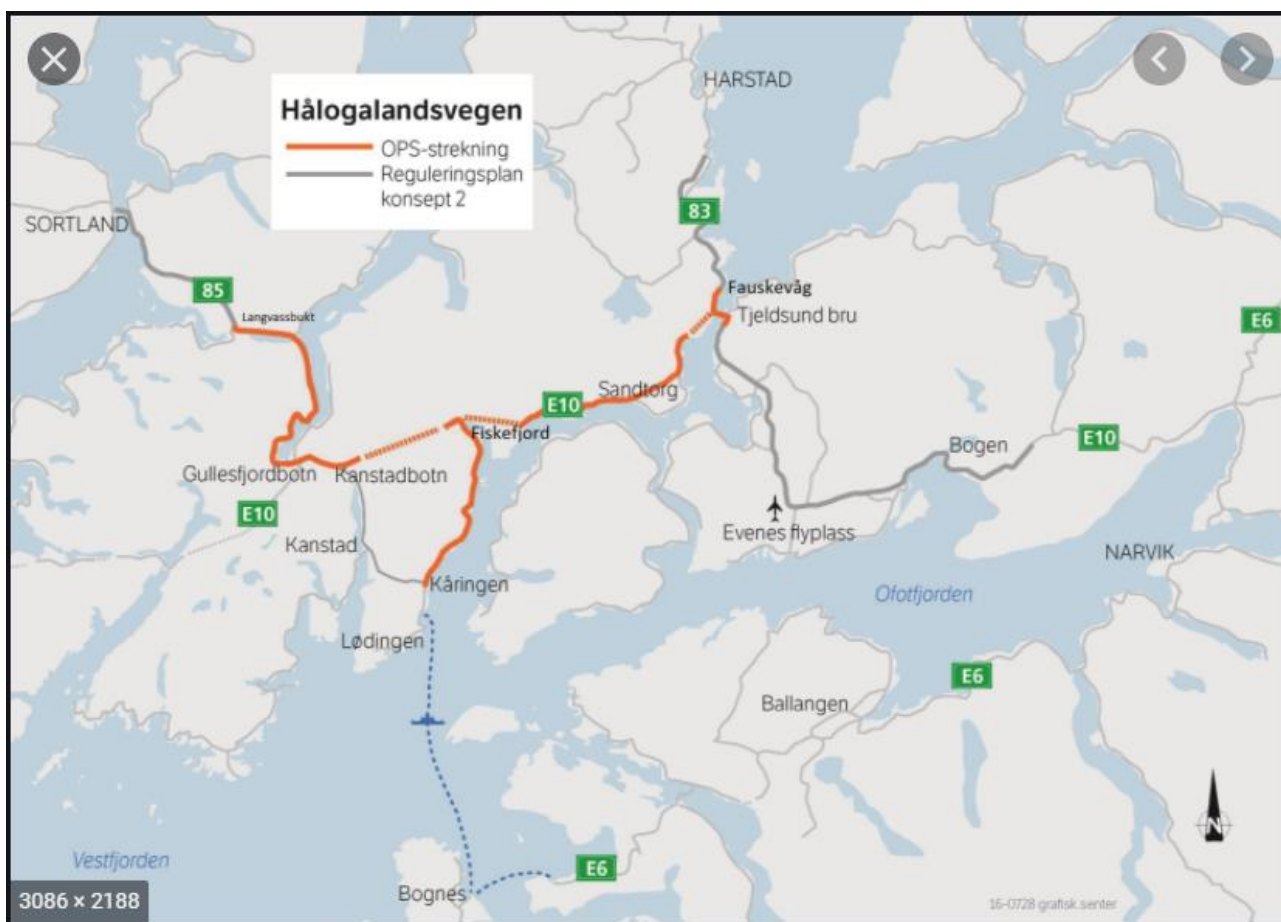 HARSTAD
Hålogalandsvegen
OPS-strekning
Reguleringsplan
konsept 2
83
SORTLAND
85
Fauskevåg
Langvassbukt
Tjeldsund bru
E6
Sandtorg
E10
Fiskefjord
E10
Bogen
Gullesfjordbotn
Kanstadbotn
E10
Evenes flyplass
Kanstad
NARVIK
Kåringen
Ofotfjorden
Lødingen
E6
Ballangen
Vestfjorden
E6
N
Bognes
3086 × 2188
16-0728 grafisk.senter